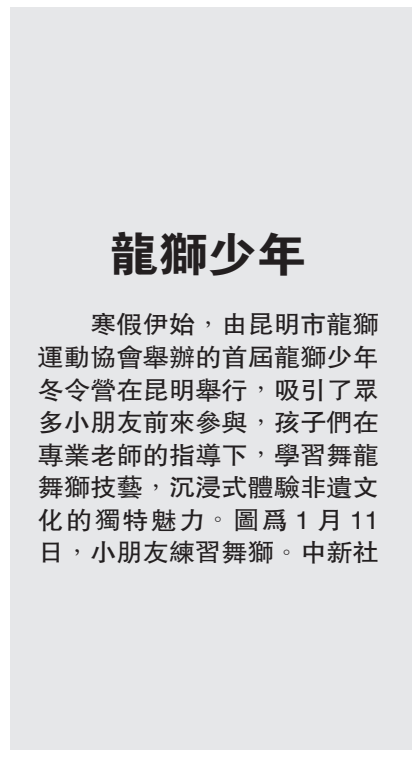 龍獅少年
寒假伊始，由昆明市龍獅
運動協會舉辦的首屆龍獅少年
冬令營在昆明舉行，吸引了眾
多小朋友前來參與，孩子們在
專業老師的指導下，學習舞龍
舞獅技藝，沉浸式體驗非遺文
化的獨特魅力。圖爲 1 月 11
日，小朋友練習舞獅。中新社